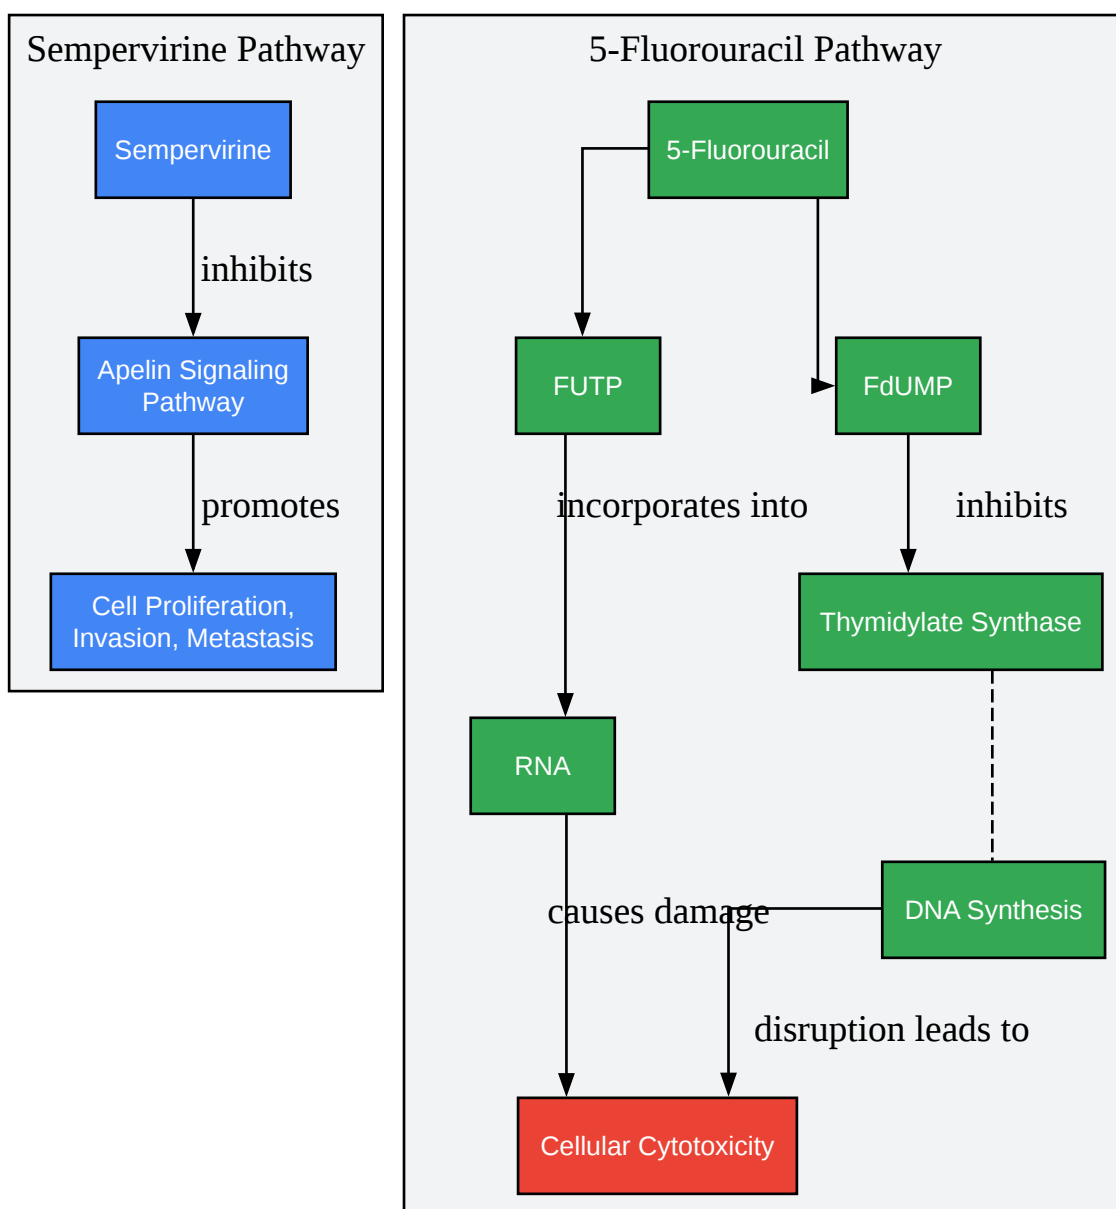 Sempervirine Pathway
Sempervirine
inhibits
Apelin Signaling
Pathway
promotes
Cell Proliferation,
Invasion, Metastasis
5-Fluorouracil Pathway
5-Fluorouracil
FUTP
FdUMP
incorporates into
inhibits
Thymidylate Synthase
RNA
causes damage
DNA Synthesis
disruption leads to
Cellular Cytotoxicity